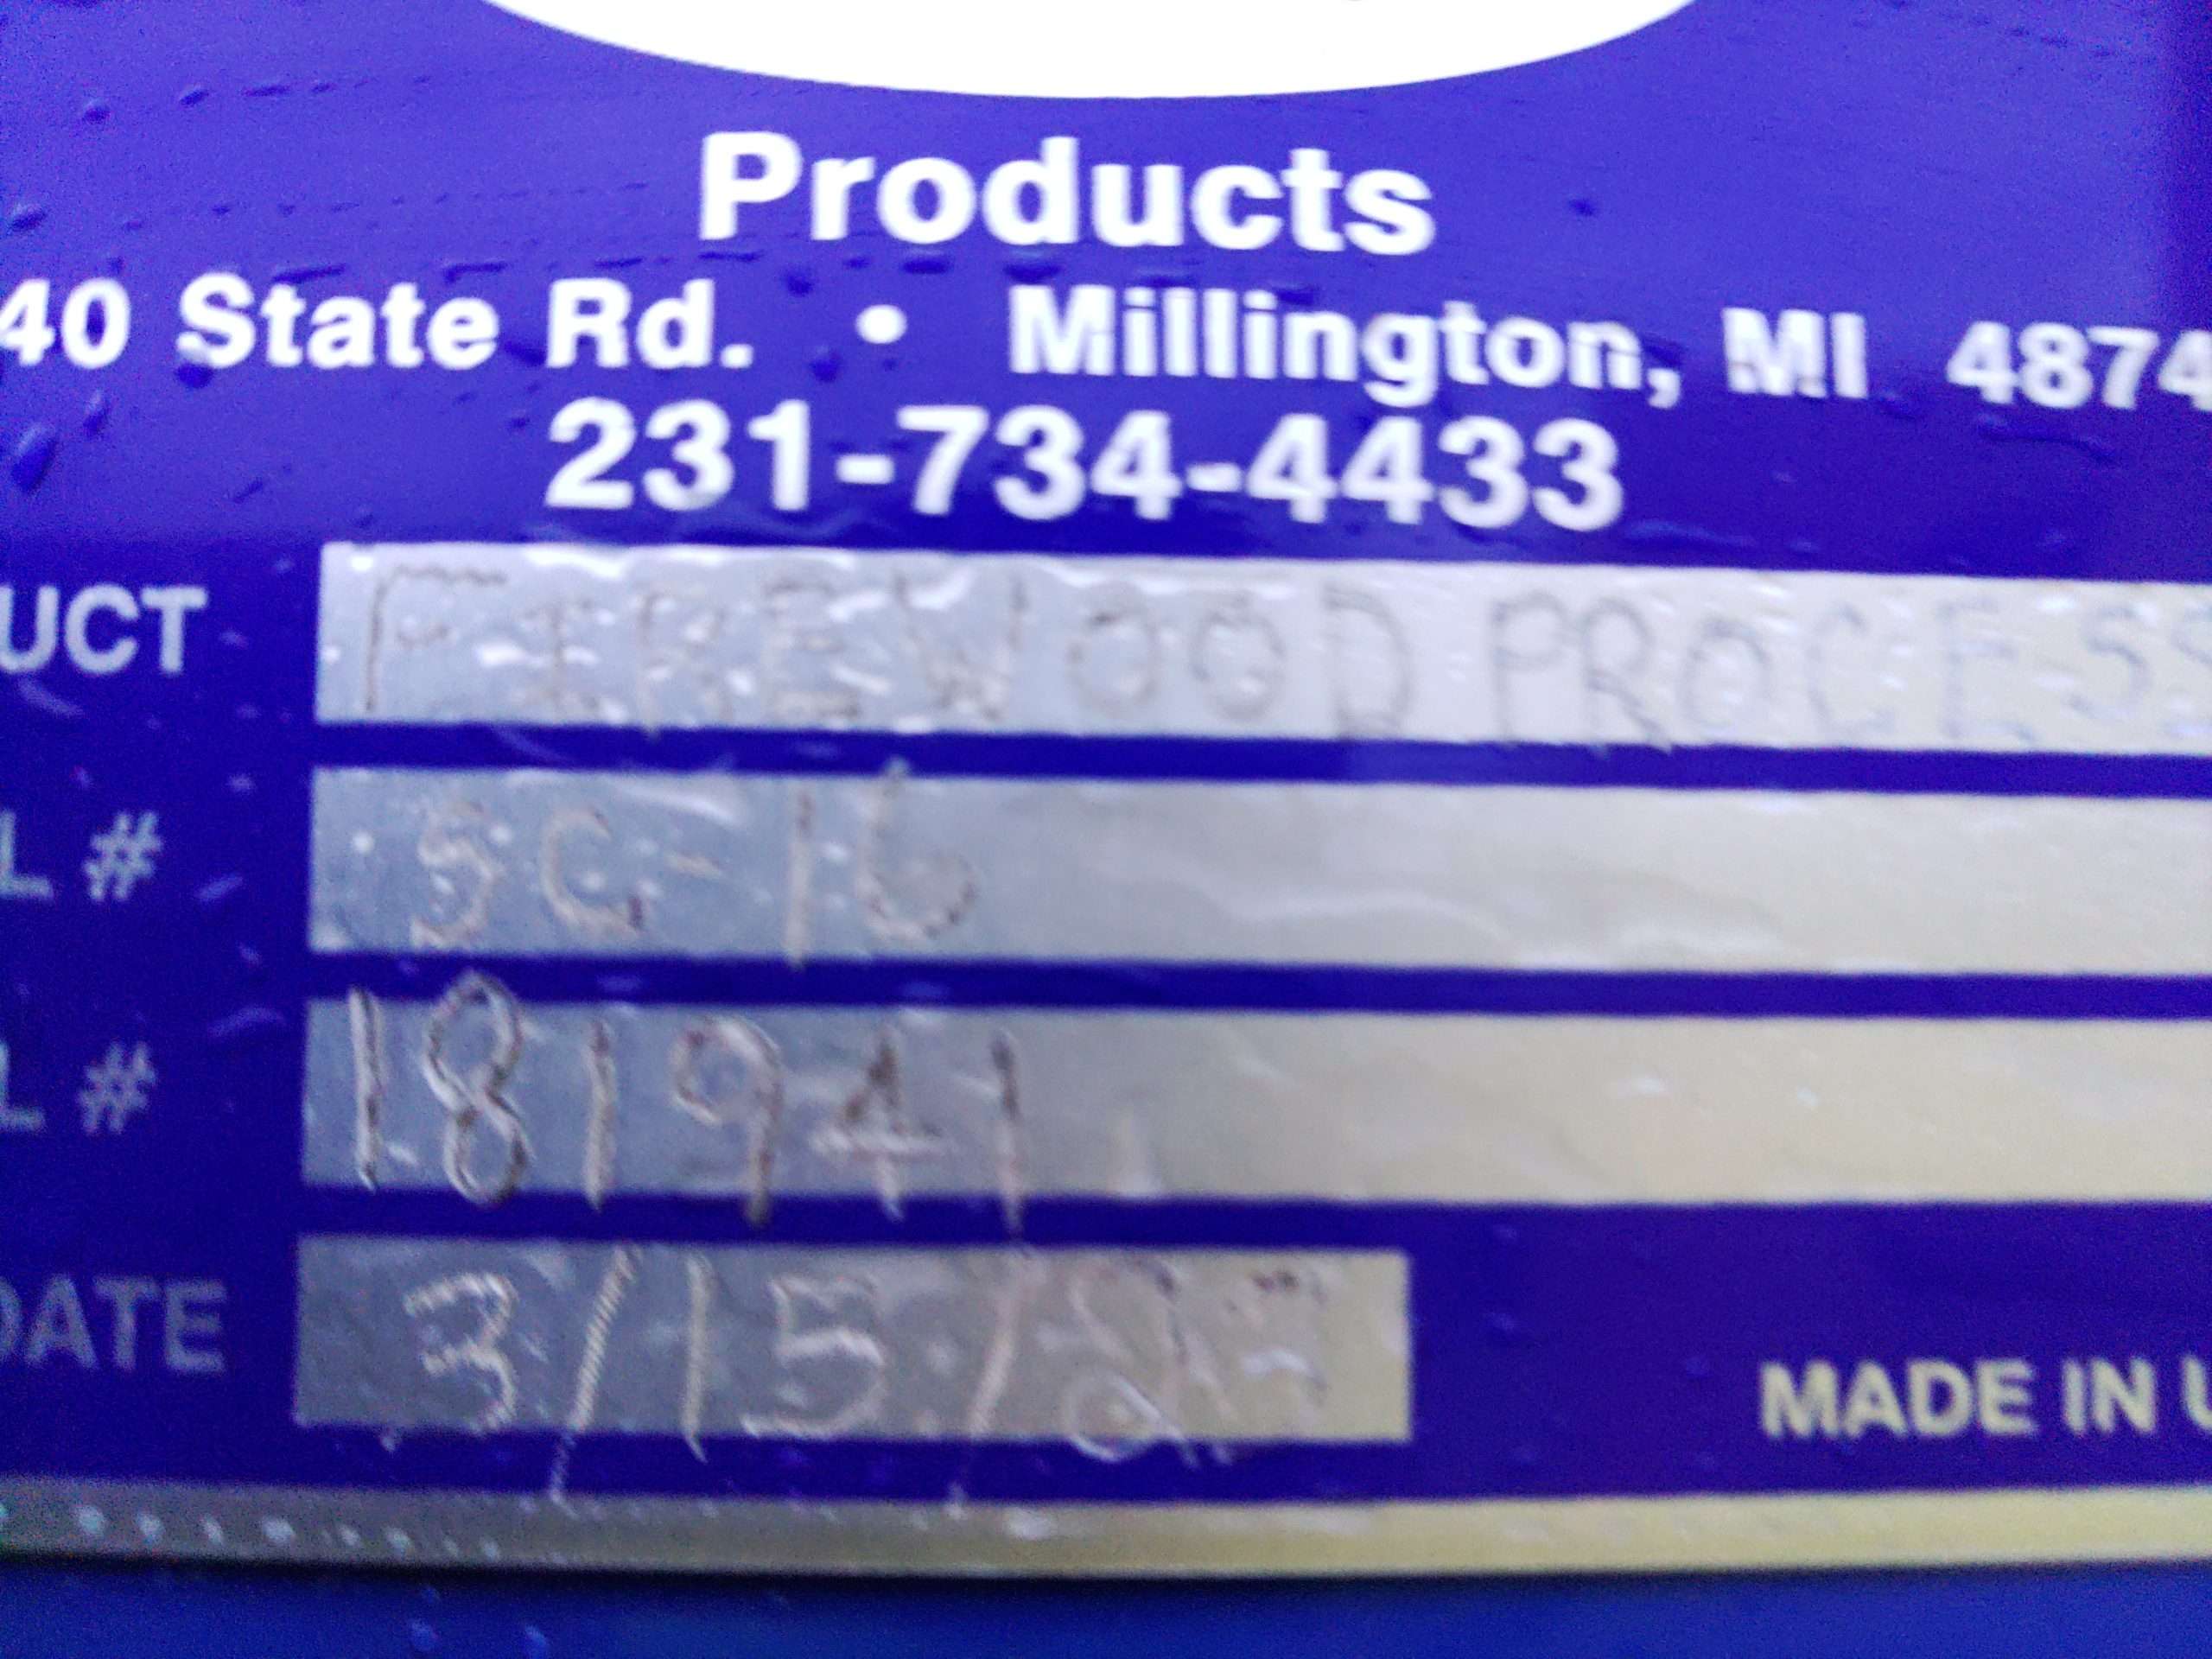 Products
40 State Rd. • Millington, MI 4874
231-734-4433
UCT FIREWOOD PROCESS
L # SC-16
L # 181941
DATE 3/15/
MADE IN U